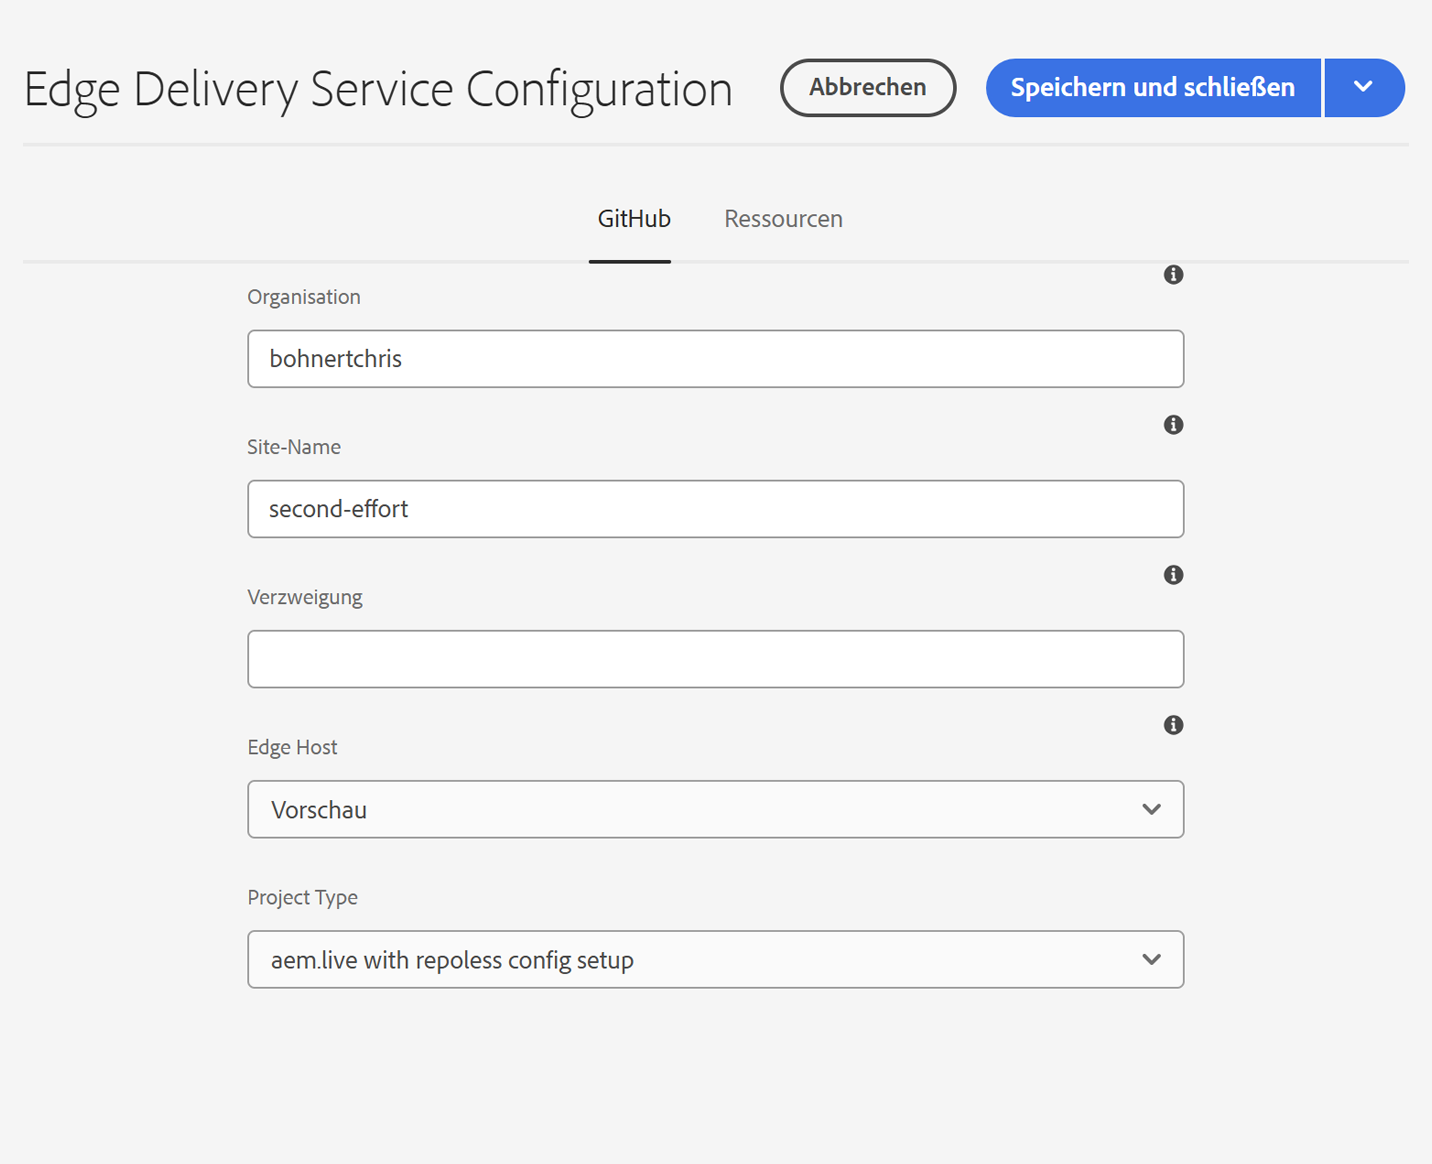 Edge Delivery Service Configuration
Abbrechen
Speichern und schließen
GitHub
Ressourcen
Organisation
bohnertchris
Site-Name
second-effort
Verzweigung
Edge Host
Vorschau
Project Type
aem.live with repoless config setup